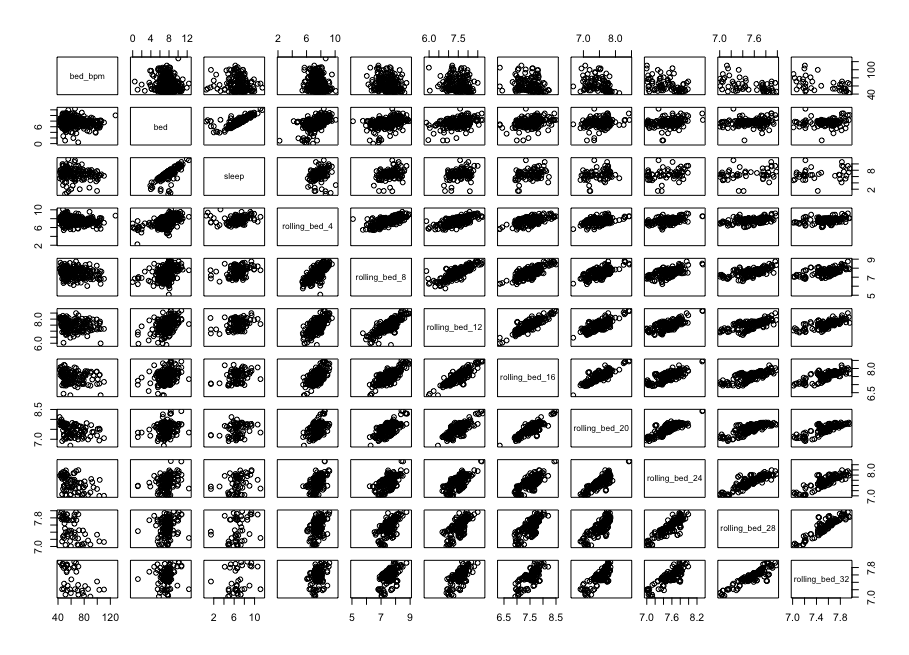 0 4 8 12
2 6 10
6.0 7.5
7.0 8.0
7.0 7.6
bed_bpm
40 100
0 6
bed
sleep
2 8
2 6 10
rolling_bed_4
rolling_bed_8
5 7 9
6.0 8.0
rolling_bed_12
rolling_bed_16
6.5 8.0
7.0 8.5
rolling_bed_20
rolling_bed_24
7.0 8.0
7.0 7.8
rolling_bed_28
rolling_bed_32
7.0 7.8
40 80 120
2 6 10
5 7 9
6.5 7.5 8.5
7.0 7.6 8.2
7.0 7.4 7.8